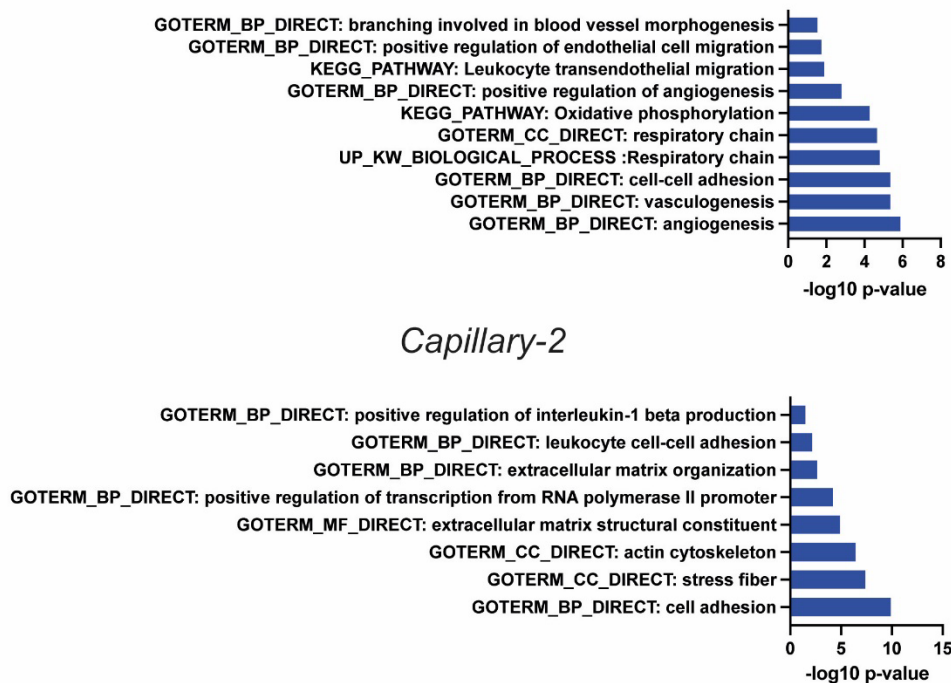 GOTERM_BP_DIRECT: branching involved in blood vessel morphogenesis
GOTERM_BP_DIRECT: positive regulation of endothelial cell migration
KEGG_PATHWAY: Leukocyte transendothelial migration
GOTERM_BP_DIRECT: positive regulation of angiogenesis
KEGG_PATHWAY: Oxidative phosphorylation
GOTERM_CC_DIRECT: respiratory chain
UP_KW_BIOLOGICAL_PROCESS :Respiratory chain
GOTERM_BP_DIRECT: cell-cell adhesion
GOTERM_BP_DIRECT: vasculogenesis
GOTERM_BP_DIRECT: angiogenesis
0 2 4 6 8
-log10 p-value
Capillary-2
GOTERM_BP_DIRECT: positive regulation of interleukin-1 beta production
GOTERM_BP_DIRECT: leukocyte cell-cell adhesion
GOTERM_BP_DIRECT: extracellular matrix organization
GOTERM_BP_DIRECT: positive regulation of transcription from RNA polymerase II promoter
GOTERM_MF_DIRECT: extracellular matrix structural constituent
GOTERM_CC_DIRECT: actin cytoskeleton
GOTERM_CC_DIRECT: stress fiber
GOTERM_BP_DIRECT: cell adhesion
0 5 10 15
-log10 p-value